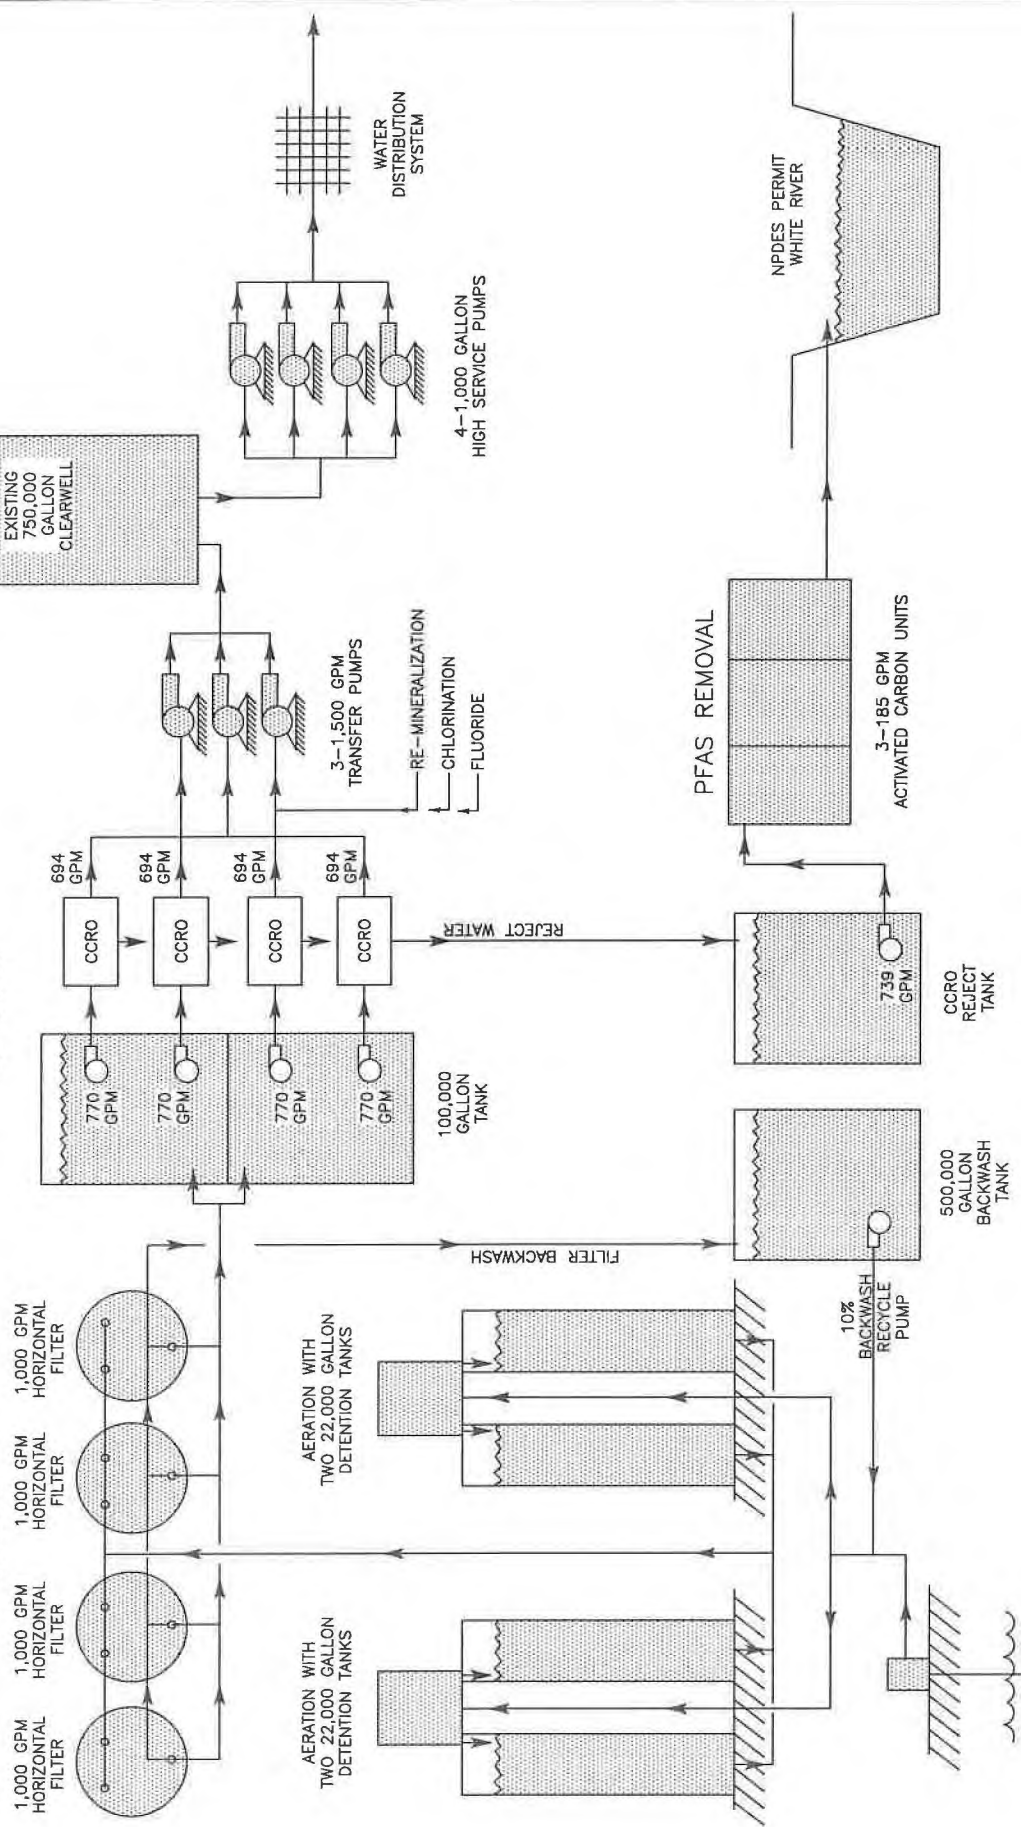 1,000 GPM
HORIZONTAL
FILTER
1,000 GPM
HORIZONTAL
FILTER
1,000 GPM
HORIZONTAL
FILTER
1,000 GPM
HORIZONTAL
FILTER
AERATION WITH
TWO 22,000 GALLON
DETENTION TANKS
AERATION WITH
TWO 22,000 GALLON
DETENTION TANKS
FILTER BACKWASH
10%
BACKWASH
RECYCLE
PUMP
500,000
GALLON
BACKWASH
TANK
770
GPM
770
GPM
770
GPM
770
GPM
100,000
GALLON
TANK
CCRO
CCRO
CCRO
CCRO
694
GPM
694
GPM
694
GPM
694
GPM
REJECT WATER
739
GPM
CCRO
REJECT
TANK
3-1,500 GPM
TRANSFER PUMPS
RE-MINERALIZATION
CHLORINATION
FLUORIDE
PFAS REMOVAL
3-185 GPM
ACTIVATED CARBON UNITS
EXISTING
750,000
GALLON
CLEARWELL
4-1,000 GALLON
HIGH SERVICE PUMPS
WATER
DISTRIBUTION
SYSTEM
NPDES PERMIT
WHITE RIVER